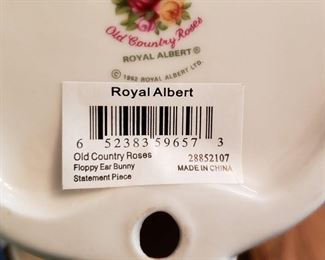 Old Country Roses
ROYAL ALBERT®
© 1962 ROYAL ALBERT LTD.
Royal Albert
6 52383 59657 3
Old Country Roses 28852107
Floppy Ear Bunny MADE IN CHINA
Statement Piece